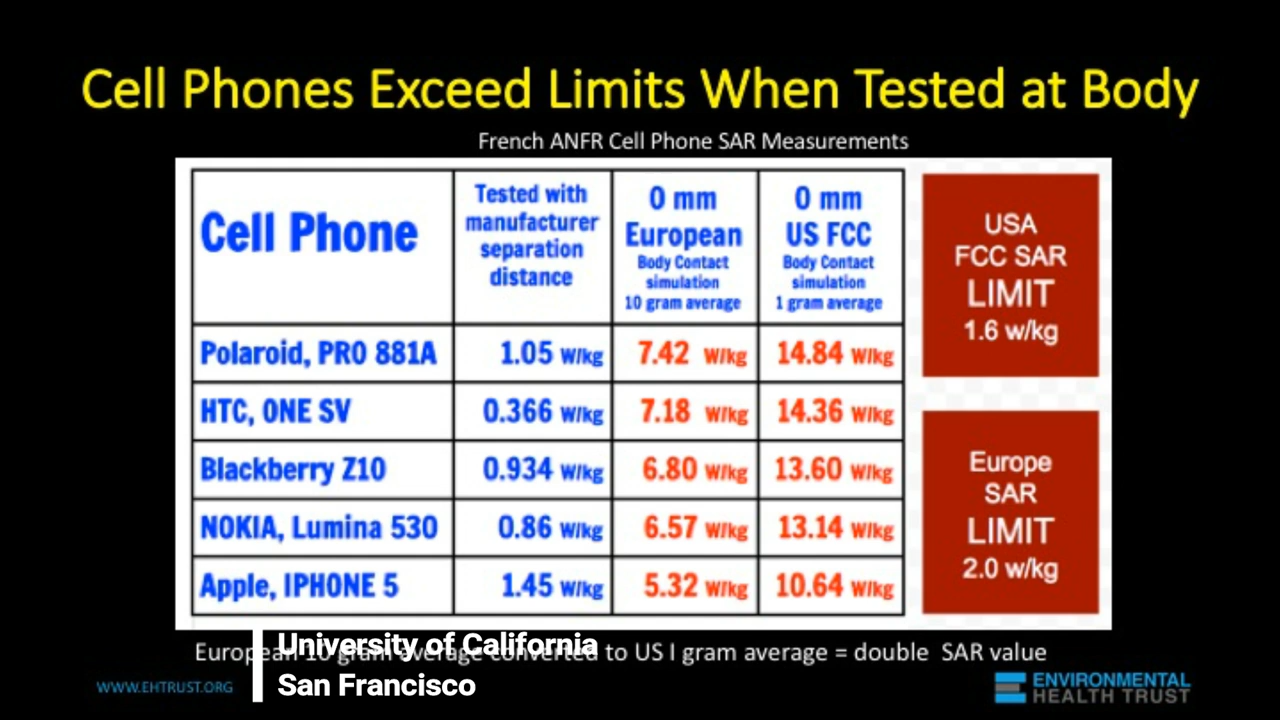 Cell Phones Exceed Limits When Tested at Body
French ANFR Cell Phone SAR Measurements
Cell Phone
Tested with
manufacturer
separation
distance
0 mm
European
Body Contact
simulation
10 gram average
0 mm
US FCC
Body Contact
simulation
1 gram average
Polaroid, PRO 881A 1.05 W/kg 7.42 W/kg 14.84 W/kg
HTC, ONE SV 0.366 W/kg 7.18 W/kg 14.36 W/kg
Blackberry Z10 0.934 W/kg 6.80 W/kg 13.60 W/kg
NOKIA, Lumina 530 0.86 W/kg 6.57 W/kg 13.14 W/kg
Apple, IPHONE 5 1.45 W/kg 5.32 W/kg 10.64 W/kg
USA
FCC SAR
LIMIT
1.6 w/kg
Europe
SAR
LIMIT
2.0 w/kg
European 10 gram average converted to US I gram average = double SAR value
University of California
San Francisco
WWW.EHTRUST.ORG
ENVIRONMENTAL
HEALTH TRUST